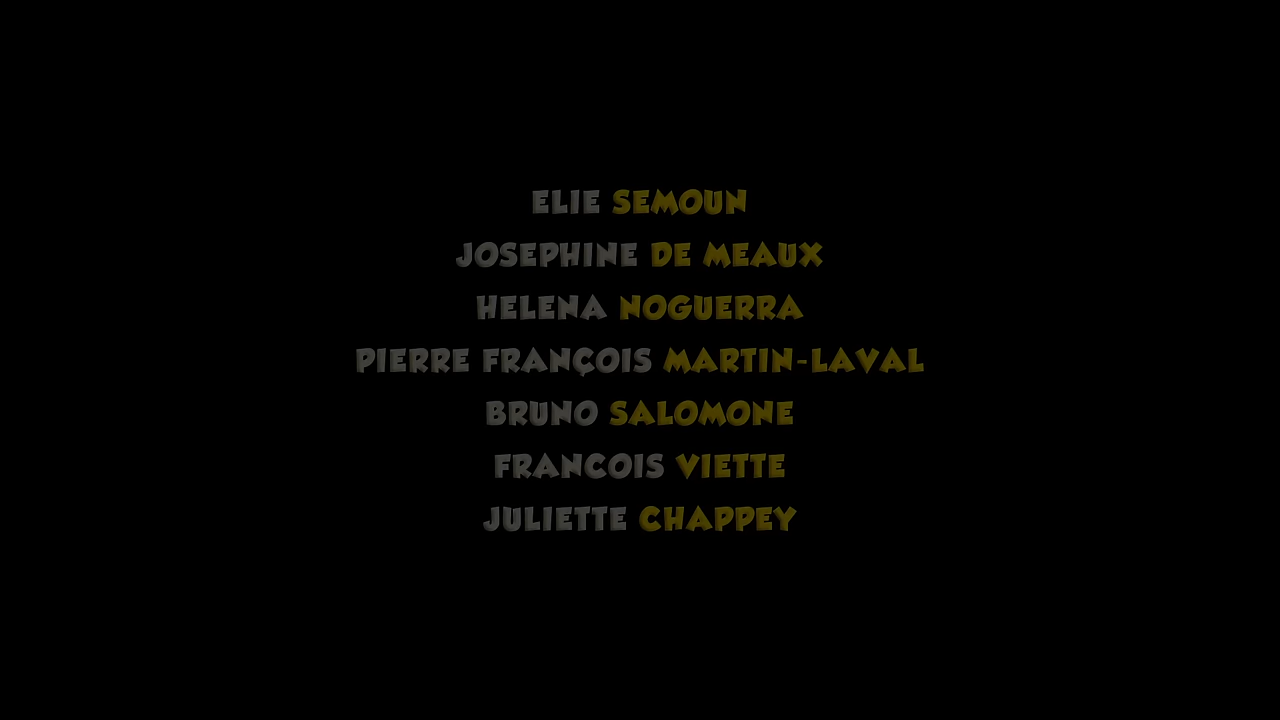 ELIE SEMOUN
JOSEPHINE DE MEAUX
HELENA NOGUERRA
PIERRE FRANÇOIS MARTIN-LAVAL
BRUNO SALOMONE
FRANCOIS VIETTE
JULIETTE CHAPPEY